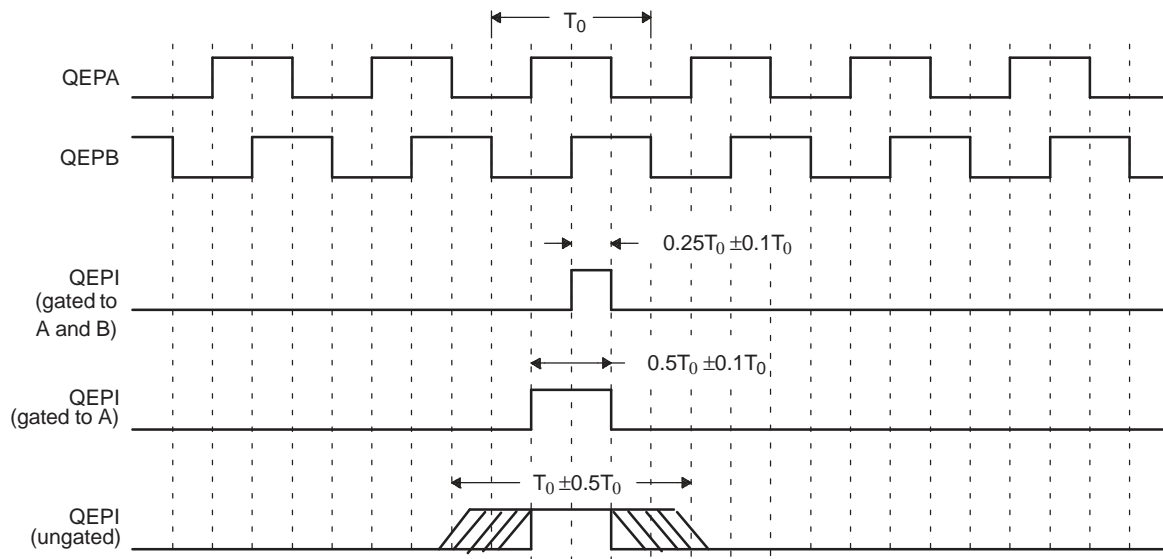 T₀
QEPA
QEPB
0.25T₀ ±0.1T₀
QEPI
(gated to
A and B)
0.5T₀ ±0.1T₀
QEPI
(gated to A)
T₀ ±0.5T₀
QEPI
(ungated)